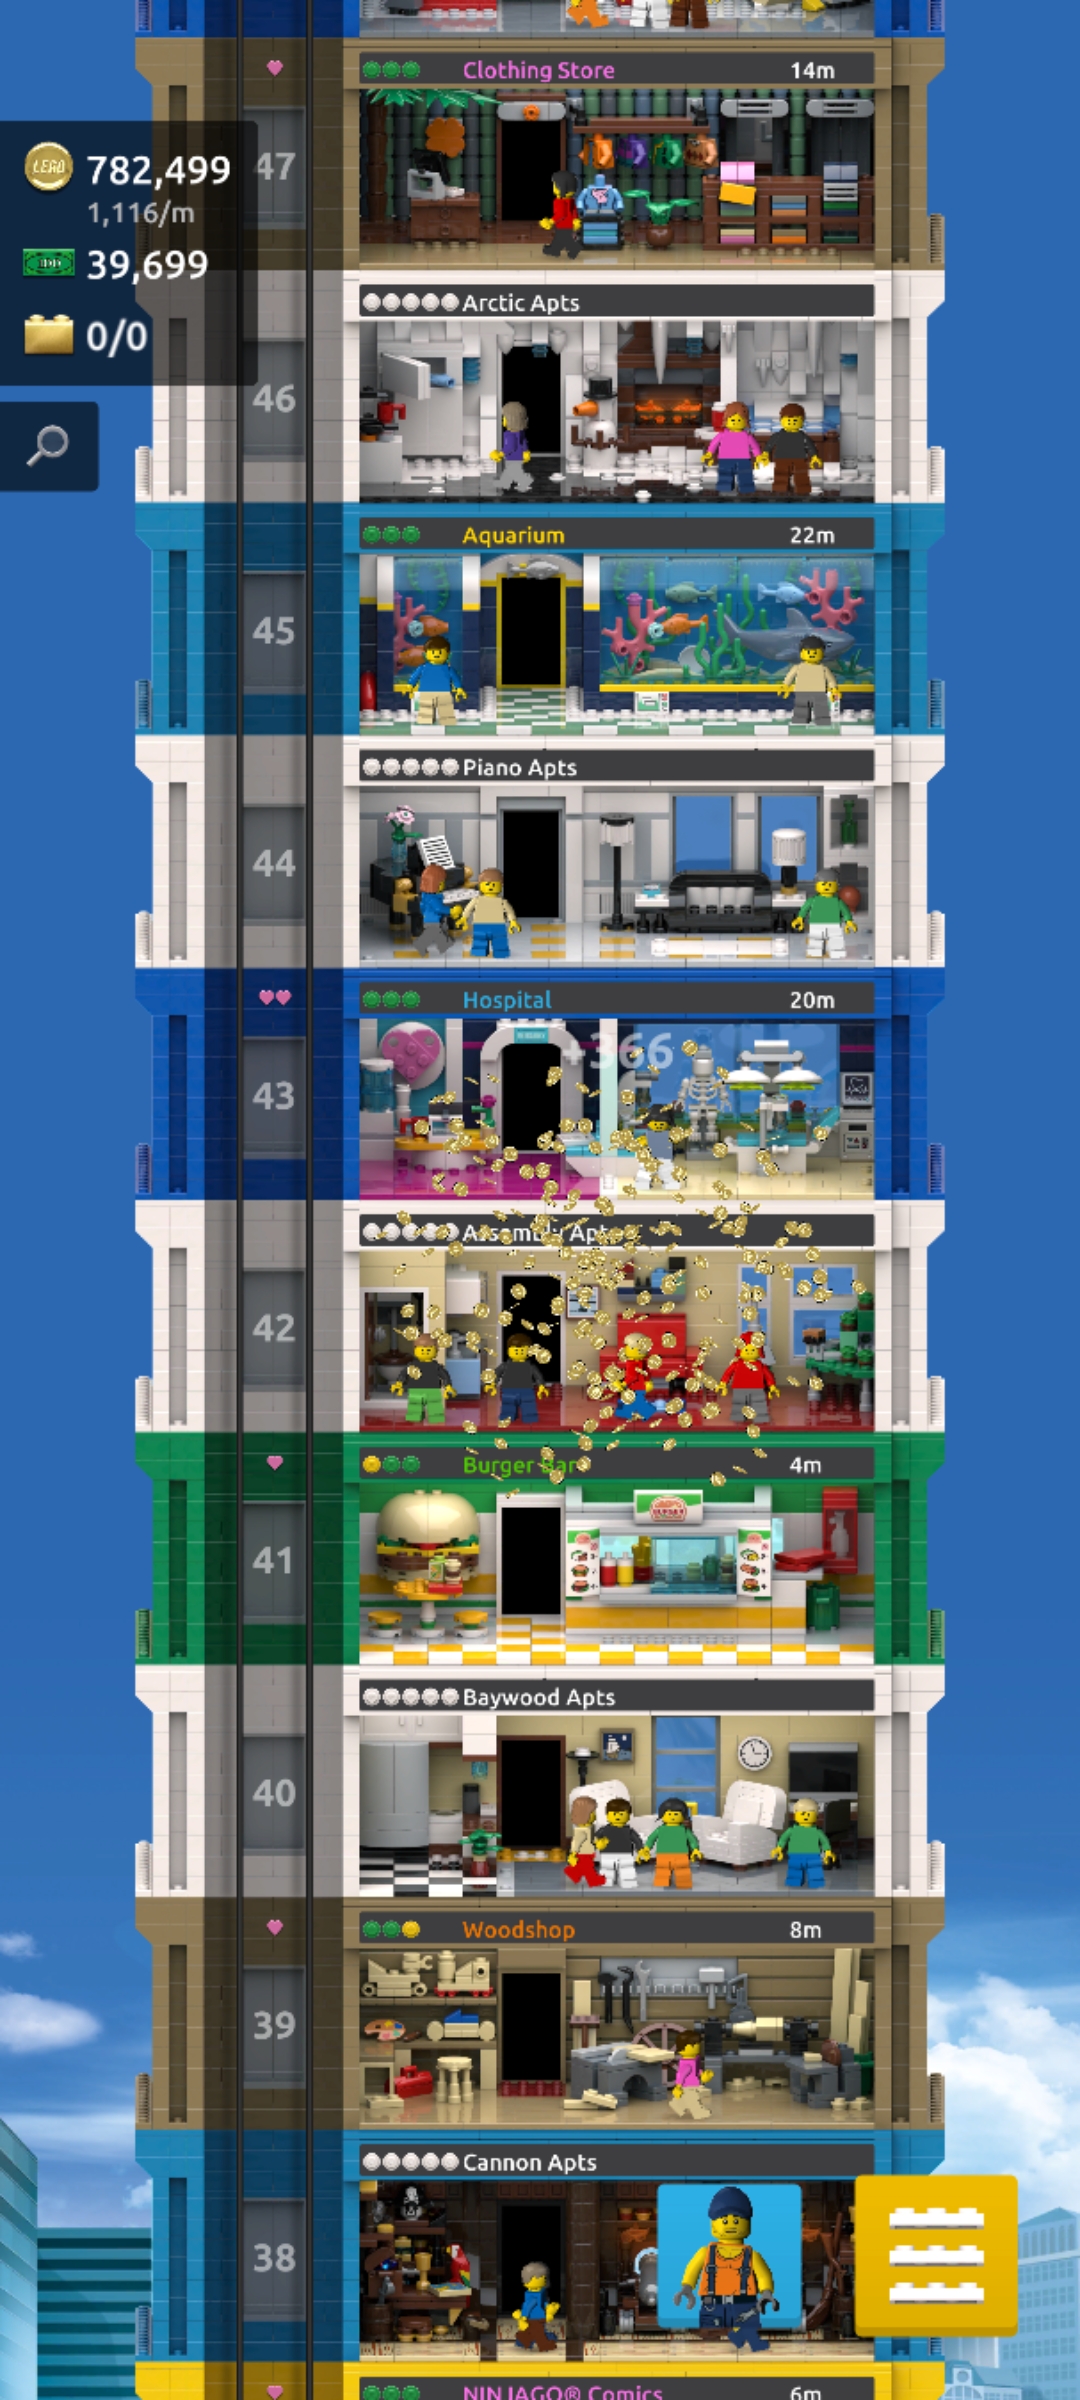 Clothing Store 14m
47
LEGO 782,499
1,116/m
39,699
0/0
Arctic Apts
46
Aquarium 22m
45
Piano Apts
44
Hospital 20m
43
+366
Assembly Apts
42
Burger Bar 4m
41
Baywood Apts
40
Woodshop 8m
39
Cannon Apts
38
NINJAGO® Comics 6m